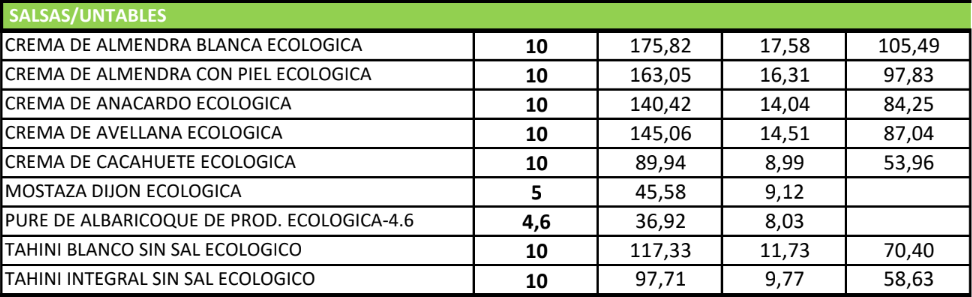 SALSAS/UNTABLES
CREMA DE ALMENDRA BLANCA ECOLOGICA 10 175,82 17,58 105,49
CREMA DE ALMENDRA CON PIEL ECOLOGICA 10 163,05 16,31 97,83
CREMA DE ANACARDO ECOLOGICA 10 140,42 14,04 84,25
CREMA DE AVELLANA ECOLOGICA 10 145,06 14,51 87,04
CREMA DE CACAHUETE ECOLOGICA 10 89,94 8,99 53,96
MOSTAZA DIJON ECOLOGICA 5 45,58 9,12
PURE DE ALBARICOQUE DE PROD. ECOLOGICA-4.6 4,6 36,92 8,03
TAHINI BLANCO SIN SAL ECOLOGICO 10 117,33 11,73 70,40
TAHINI INTEGRAL SIN SAL ECOLOGICO 10 97,71 9,77 58,63